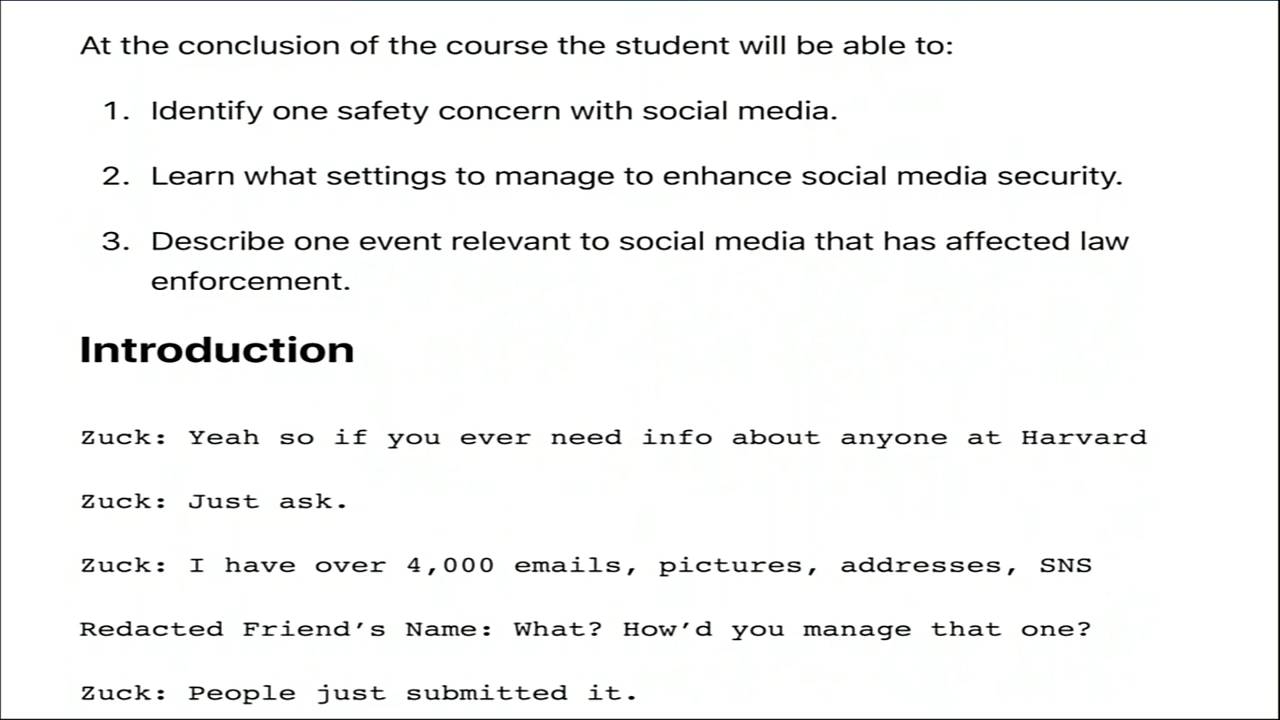 At the conclusion of the course the student will be able to:
1. Identify one safety concern with social media.
2. Learn what settings to manage to enhance social media security.
3. Describe one event relevant to social media that has affected law
enforcement.
Introduction
Zuck: Yeah so if you ever need info about anyone at Harvard
Zuck: Just ask.
Zuck: I have over 4,000 emails, pictures, addresses, SNS
Redacted Friend’s Name: What? How’d you manage that one?
Zuck: People just submitted it.